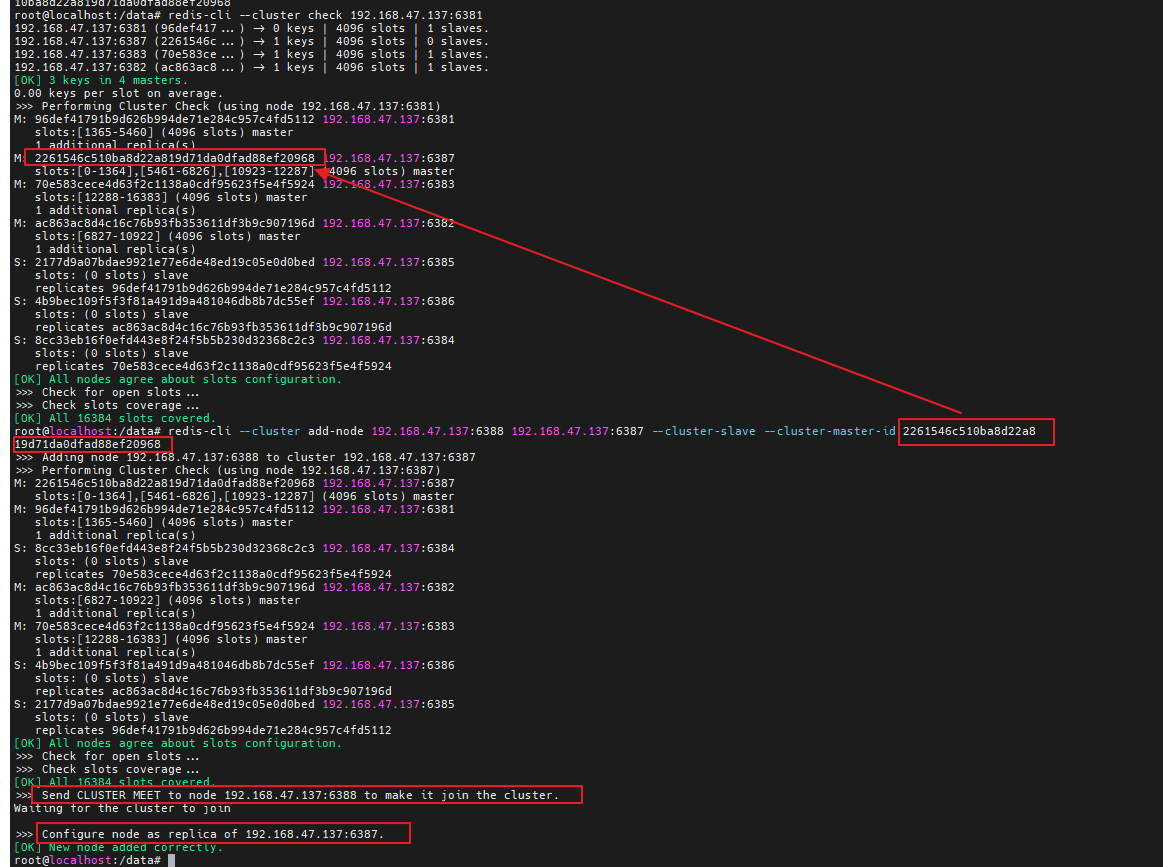 10ba8d22a819d71da0dfad88ef20968
root@localhost:/data# redis-cli --cluster check 192.168.47.137:6381
192.168.47.137:6381 (96def417...) -> 0 keys | 4096 slots | 1 slaves.
192.168.47.137:6387 (2261546c...) -> 1 keys | 4096 slots | 0 slaves.
192.168.47.137:6383 (70e583ce...) -> 1 keys | 4096 slots | 1 slaves.
192.168.47.137:6382 (ac863ac8...) -> 1 keys | 4096 slots | 1 slaves.
[OK] 3 keys in 4 masters.
0.00 keys per slot on average.
>>> Performing Cluster Check (using node 192.168.47.137:6381)
M: 96def41791b9d626b994de71e284c957c4fd5112 192.168.47.137:6381
slots:[1365-5460] (4096 slots) master
1 additional replica(s)
M: 2261546c510ba8d22a819d71da0dfad88ef20968 192.168.47.137:6387
slots:[0-1364],[5461-6826],[10923-12287] (4096 slots) master
M: 70e583cece4d63f2c1138a0cdf95623f5e4f5924 192.168.47.137:6383
slots:[12288-16383] (4096 slots) master
1 additional replica(s)
M: ac863ac8d4c16c76b93fb353611df3b9c907196d 192.168.47.137:6382
slots:[6827-10922] (4096 slots) master
1 additional replica(s)
S: 2177d9a07bdae9921e77e6de48ed19c05e0d0bed 192.168.47.137:6385
slots: (0 slots) slave
replicates 96def41791b9d626b994de71e284c957c4fd5112
S: 4b9bec109f5f3f81a491d9a481046db8b7dc55ef 192.168.47.137:6386
slots: (0 slots) slave
replicates ac863ac8d4c16c76b93fb353611df3b9c907196d
S: 8cc33eb16f0efd443e8f24f5b5b230d32368c2c3 192.168.47.137:6384
slots: (0 slots) slave
replicates 70e583cece4d63f2c1138a0cdf95623f5e4f5924
[OK] All nodes agree about slots configuration.
>>> Check for open slots...
>>> Check slots coverage...
[OK] All 16384 slots covered.
root@localhost:/data# redis-cli --cluster add-node 192.168.47.137:6388 192.168.47.137:6387 --cluster-slave --cluster-master-id 2261546c510ba8d22a8
19d71da0dfad88ef20968
>>> Adding node 192.168.47.137:6388 to cluster 192.168.47.137:6387
>>> Performing Cluster Check (using node 192.168.47.137:6387)
M: 2261546c510ba8d22a819d71da0dfad88ef20968 192.168.47.137:6387
slots:[0-1364],[5461-6826],[10923-12287] (4096 slots) master
M: 96def41791b9d626b994de71e284c957c4fd5112 192.168.47.137:6381
slots:[1365-5460] (4096 slots) master
1 additional replica(s)
S: 8cc33eb16f0efd443e8f24f5b5b230d32368c2c3 192.168.47.137:6384
slots: (0 slots) slave
replicates 70e583cece4d63f2c1138a0cdf95623f5e4f5924
M: ac863ac8d4c16c76b93fb353611df3b9c907196d 192.168.47.137:6382
slots:[6827-10922] (4096 slots) master
1 additional replica(s)
M: 70e583cece4d63f2c1138a0cdf95623f5e4f5924 192.168.47.137:6383
slots:[12288-16383] (4096 slots) master
1 additional replica(s)
S: 4b9bec109f5f3f81a491d9a481046db8b7dc55ef 192.168.47.137:6386
slots: (0 slots) slave
replicates ac863ac8d4c16c76b93fb353611df3b9c907196d
S: 2177d9a07bdae9921e77e6de48ed19c05e0d0bed 192.168.47.137:6385
slots: (0 slots) slave
replicates 96def41791b9d626b994de71e284c957c4fd5112
[OK] All nodes agree about slots configuration.
>>> Check for open slots...
>>> Check slots coverage...
[OK] All 16384 slots covered.
>>> Send CLUSTER MEET to node 192.168.47.137:6388 to make it join the cluster.
Waiting for the cluster to join
>>> Configure node as replica of 192.168.47.137:6387.
[OK] New node added correctly.
root@localhost:/data#